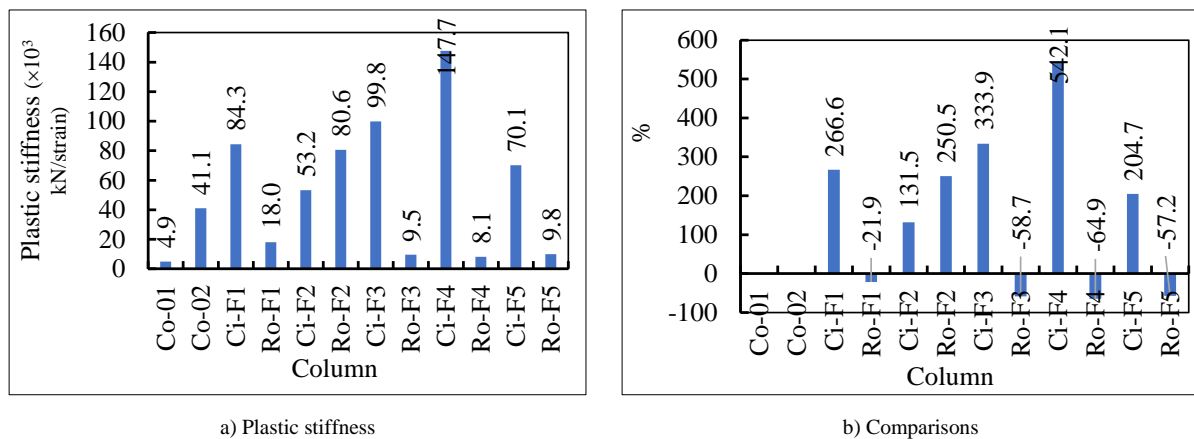 Plastic stiffness (×10³
kN/strain)
160
140
120
100
80
60
40
20
0
4.9
41.1
84.3
18.0
53.2
80.6
99.8
9.5
147.7
8.1
70.1
9.8
Co-01
Co-02
Ci-F1
Ro-F1
Ci-F2
Ro-F2
Ci-F3
Ro-F3
Ci-F4
Ro-F4
Ci-F5
Ro-F5
Column
a) Plastic stiffness
%
600
500
400
300
200
100
0
-100
266.6
-21.9
131.5
250.5
333.9
-58.7
542.1
-64.9
204.7
-57.2
Co-01
Co-02
Ci-F1
Ro-F1
Ci-F2
Ro-F2
Ci-F3
Ro-F3
Ci-F4
Ro-F4
Ci-F5
Ro-F5
Column
b) Comparisons